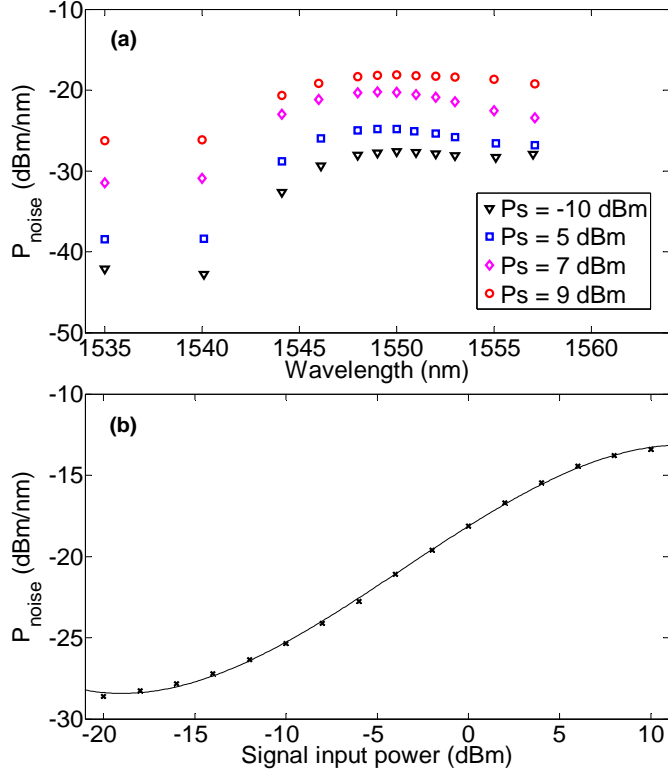 -10
(a)
-20
-30
-40
-50
P_noise (dBm/nm)
Ps = -10 dBm
Ps = 5 dBm
Ps = 7 dBm
Ps = 9 dBm
1535 1540 1545 1550 1555 1560
Wavelength (nm)
-10
(b)
-15
-20
-25
-30
P_noise (dBm/nm)
-20 -15 -10 -5 0 5 10
Signal input power (dBm)